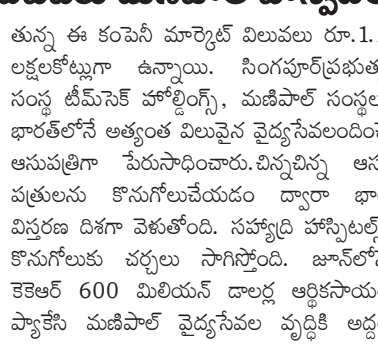 తున్న ఈ కంపెనీ మార్కెట్ విలువలు రూ.1.
లక్షలకోట్లుగా ఉన్నాయి. సింగపూర్‌ప్రభుత
సంస్థ టీమ్‌సెక్ హోల్డింగ్స్, మణిపాల్ సంస్థల
భారత్‌లోనే అత్యంత విలువైన వైద్యసేవలందించే
ఆసుపత్రిగా పేరుసాధించారు.చిన్నచిన్న ఆసు
పత్రులను కొనుగోలుచేయడం ద్వారా భా
విస్తరణ దిశగా వెళుతోంది. సహ్యాద్రి హాస్పిటల్స్
కొనుగోలుకు చర్చలు సాగిస్తోంది. జూన్‌లోన
కెకెఆర్ 600 మిలియన్ డాలర్ల ఆర్థికసాయ
ప్యాకేసి మణిపాల్ వైద్యసేవల వృద్ధికి అద్ద